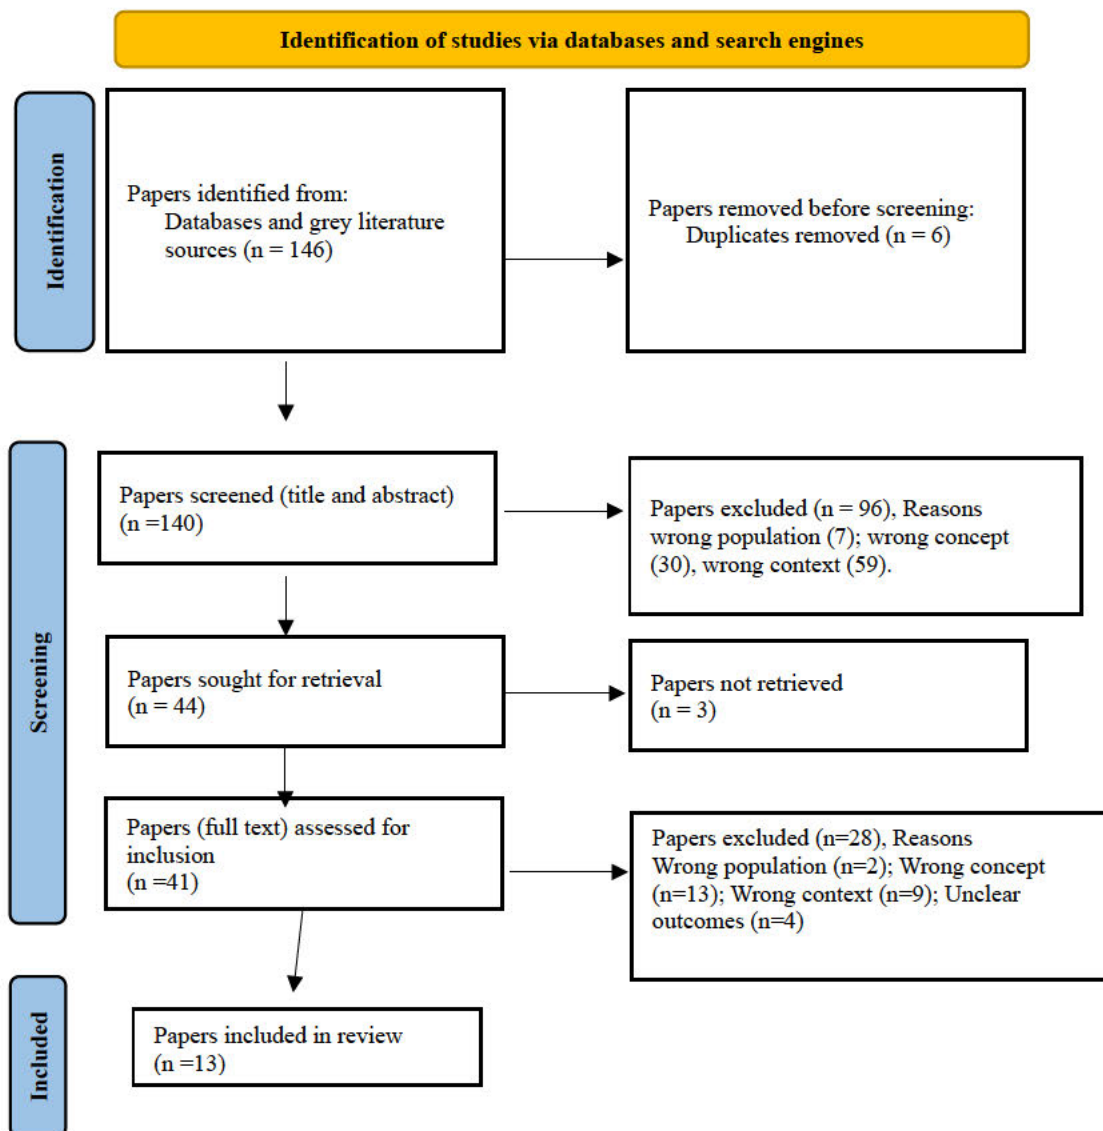 Identification of studies via databases and search engines
Identification
Papers identified from:
Databases and grey literature
sources (n = 146)
Papers removed before screening:
Duplicates removed (n = 6)
Screening
Papers screened (title and abstract)
(n =140)
Papers excluded (n = 96), Reasons
wrong population (7); wrong concept
(30), wrong context (59).
Papers sought for retrieval
(n = 44)
Papers not retrieved
(n = 3)
Papers (full text) assessed for
inclusion
(n =41)
Papers excluded (n=28), Reasons
Wrong population (n=2); Wrong concept
(n=13); Wrong context (n=9); Unclear
outcomes (n=4)
Included
Papers included in review
(n =13)